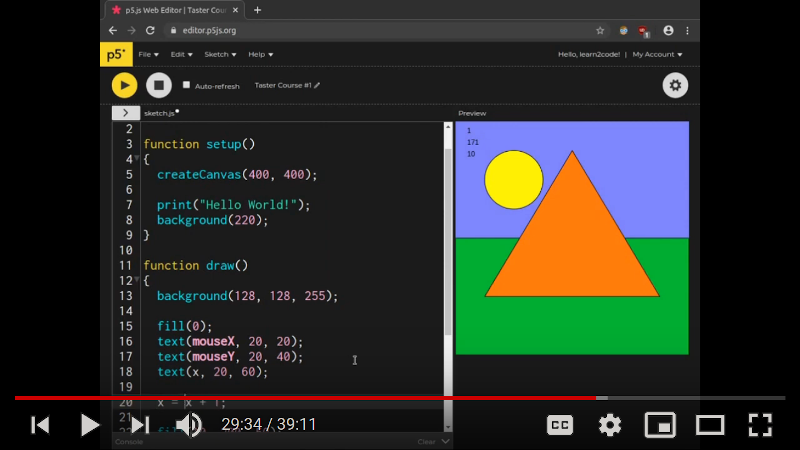 p5.js Web Editor | Taster Cou
editor.p5js.org
1
p5*
File Edit Sketch Help
Hello, learn2code! | My Account
Auto-refresh Taster Course #1
sketch.js
Preview
2
3 function setup()
4 {
5 createCanvas(400, 400);
6
7 print("Hello World!");
8 background(220);
9 }
10
11 function draw()
12 {
13 background(128, 128, 255);
14
15 fill(0);
16 text(mouseX, 20, 20);
17 text(mouseY, 20, 40);
18 text(x, 20, 60);
19
20 x = x + 1;
21
1
171
10
29:34 / 39:11
CC
Console
Clear